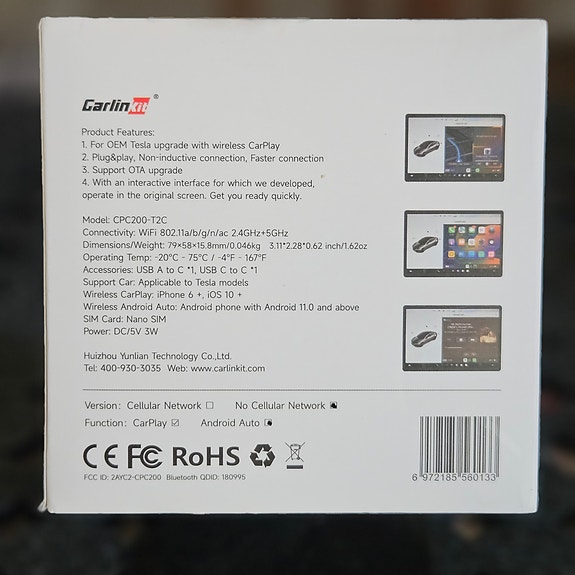 Carlinkit®
Product Features:
1. For OEM Tesla upgrade with wireless CarPlay
2. Plug&play, Non-inductive connection, Faster connection
3. Support OTA upgrade
4. With an interactive interface for which we developed,
operate in the original screen. Get you ready quickly.
Model: CPC200-T2C
Connectivity: WiFi 802.11a/b/g/n/ac 2.4GHz+5GHz
Dimensions/Weight: 79*58*15.8mm/0.046kg 3.11*2.28*0.62 inch/1.62oz
Operating Temp: -20°C - 75°C / -4°F - 167°F
Accessories: USB A to C *1, USB C to C *1
Support Car: Applicable to Tesla models
Wireless CarPlay: iPhone 6 +, iOS 10 +
Wireless Android Auto: Android phone with Android 11.0 and above
SIM Card: Nano SIM
Power: DC/5V 3W
Huizhou Yunlian Technology Co.,Ltd.
Tel: 400-930-3035 Web: www.carlinkit.com
Version: Cellular Network ☐ No Cellular Network
Function: CarPlay ☑ Android Auto
CE FC RoHS
FCC ID: 2AYC2-CPC200 Bluetooth QDID: 180995
6 972185 560133